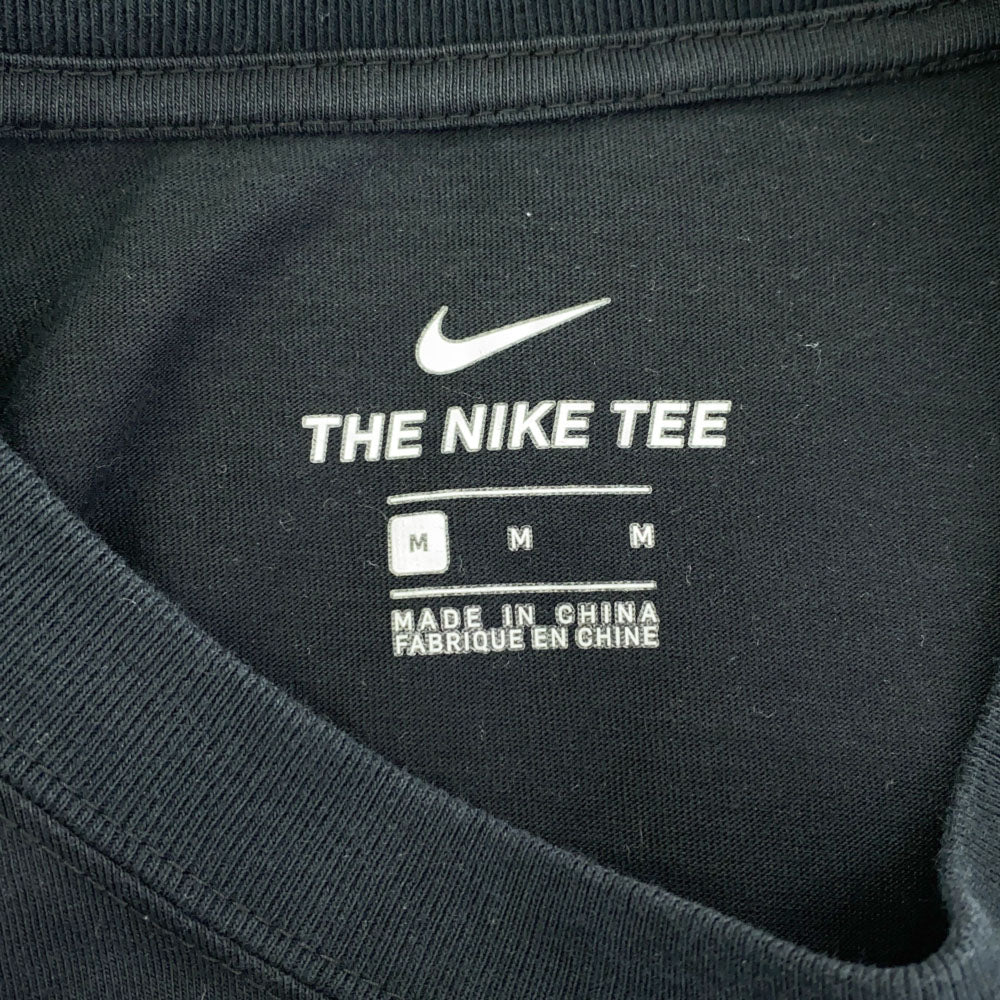 THE NIKE TEE
M M M
MADE IN CHINA
FABRIQUE EN CHINE